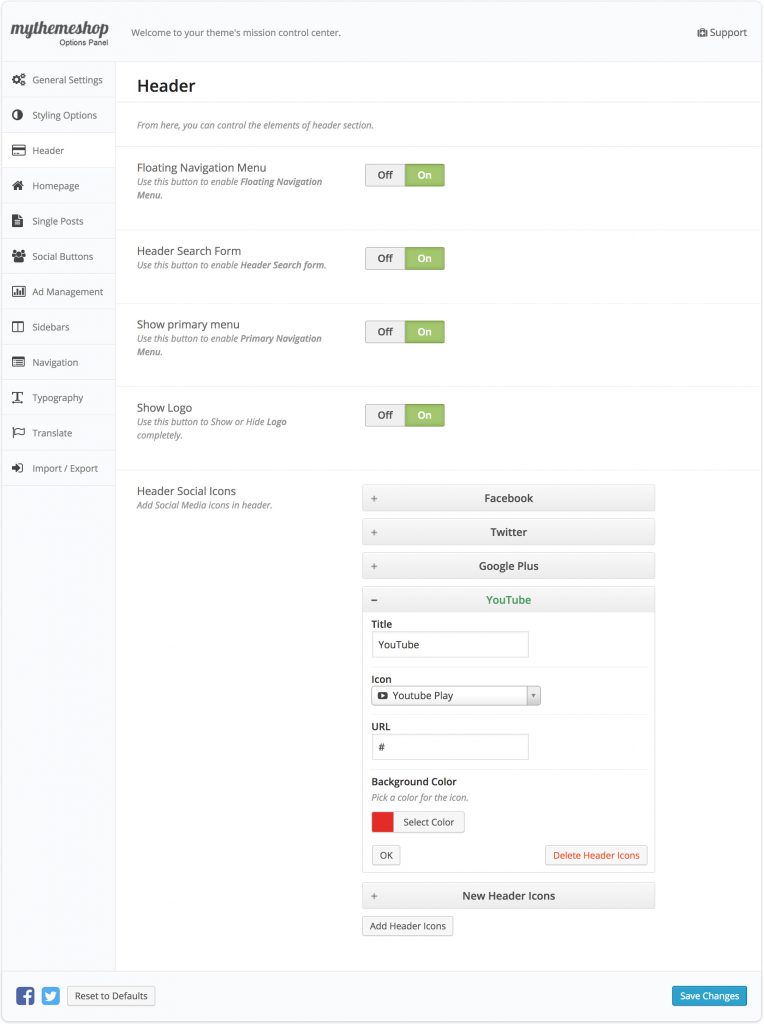 mythemeshop
Options Panel
Welcome to your theme's mission control center.
Support
General Settings
Styling Options
Header
Homepage
Single Posts
Social Buttons
Ad Management
Sidebars
Navigation
Typography
Translate
Import / Export
Header
From here, you can control the elements of header section.
Floating Navigation Menu
Use this button to enable Floating Navigation
Menu.
Off On
Header Search Form
Use this button to enable Header Search form.
Off On
Show primary menu
Use this button to enable Primary Navigation
Menu.
Off On
Show Logo
Use this button to Show or Hide Logo
completely.
Off On
Header Social Icons
Add Social Media icons in header.
+ Facebook
+ Twitter
+ Google Plus
− YouTube
Title
YouTube
Icon
Youtube Play
URL
#
Background Color
Pick a color for the icon.
Select Color
OK
Delete Header Icons
+ New Header Icons
Add Header Icons
Reset to Defaults
Save Changes